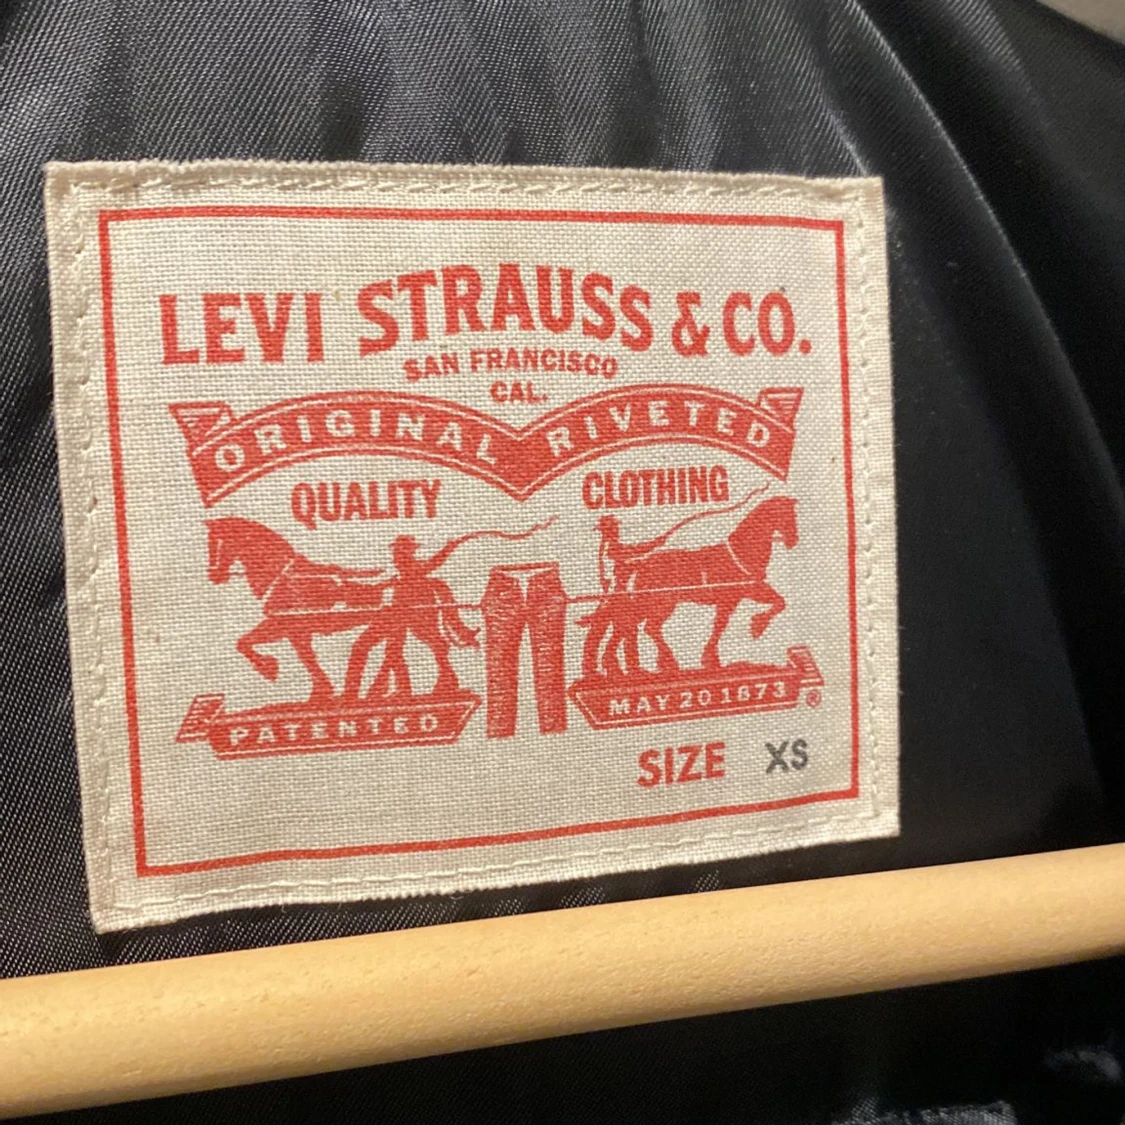 LEVI STRAUSS & CO.
SAN FRANCISCO
CAL.
ORIGINAL RIVETED
QUALITY CLOTHING
PATENTED MAY 20 1873 ®
SIZE XS